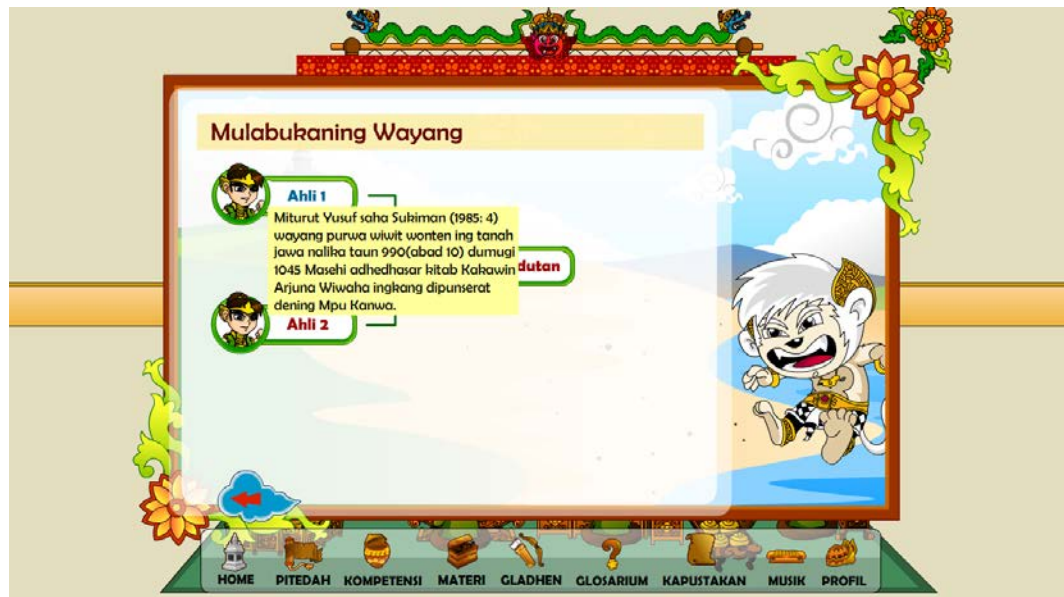 X
Mulabukaning Wayang
Ahli 1
Miturut Yusuf saha Sukiman (1985: 4)
wayang purwa wiwit wonten ing tanah
jawa nalika taun 990(abad 10) dumugi
1045 Masehi adhedhasar kitab Kakawin
Arjuna Wiwaha ingkang dipunserat
dening Mpu Kanwa.
dutan
Ahli 2
HOME PITEDAH KOMPETENSI MATERI GLADHEN GLOSARIUM KAPUSTAKAN MUSIK PROFIL